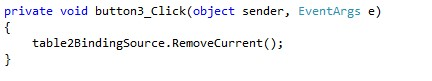 private void button3_Click(object sender, EventArgs e)
{
    table2BindingSource.RemoveCurrent();
}